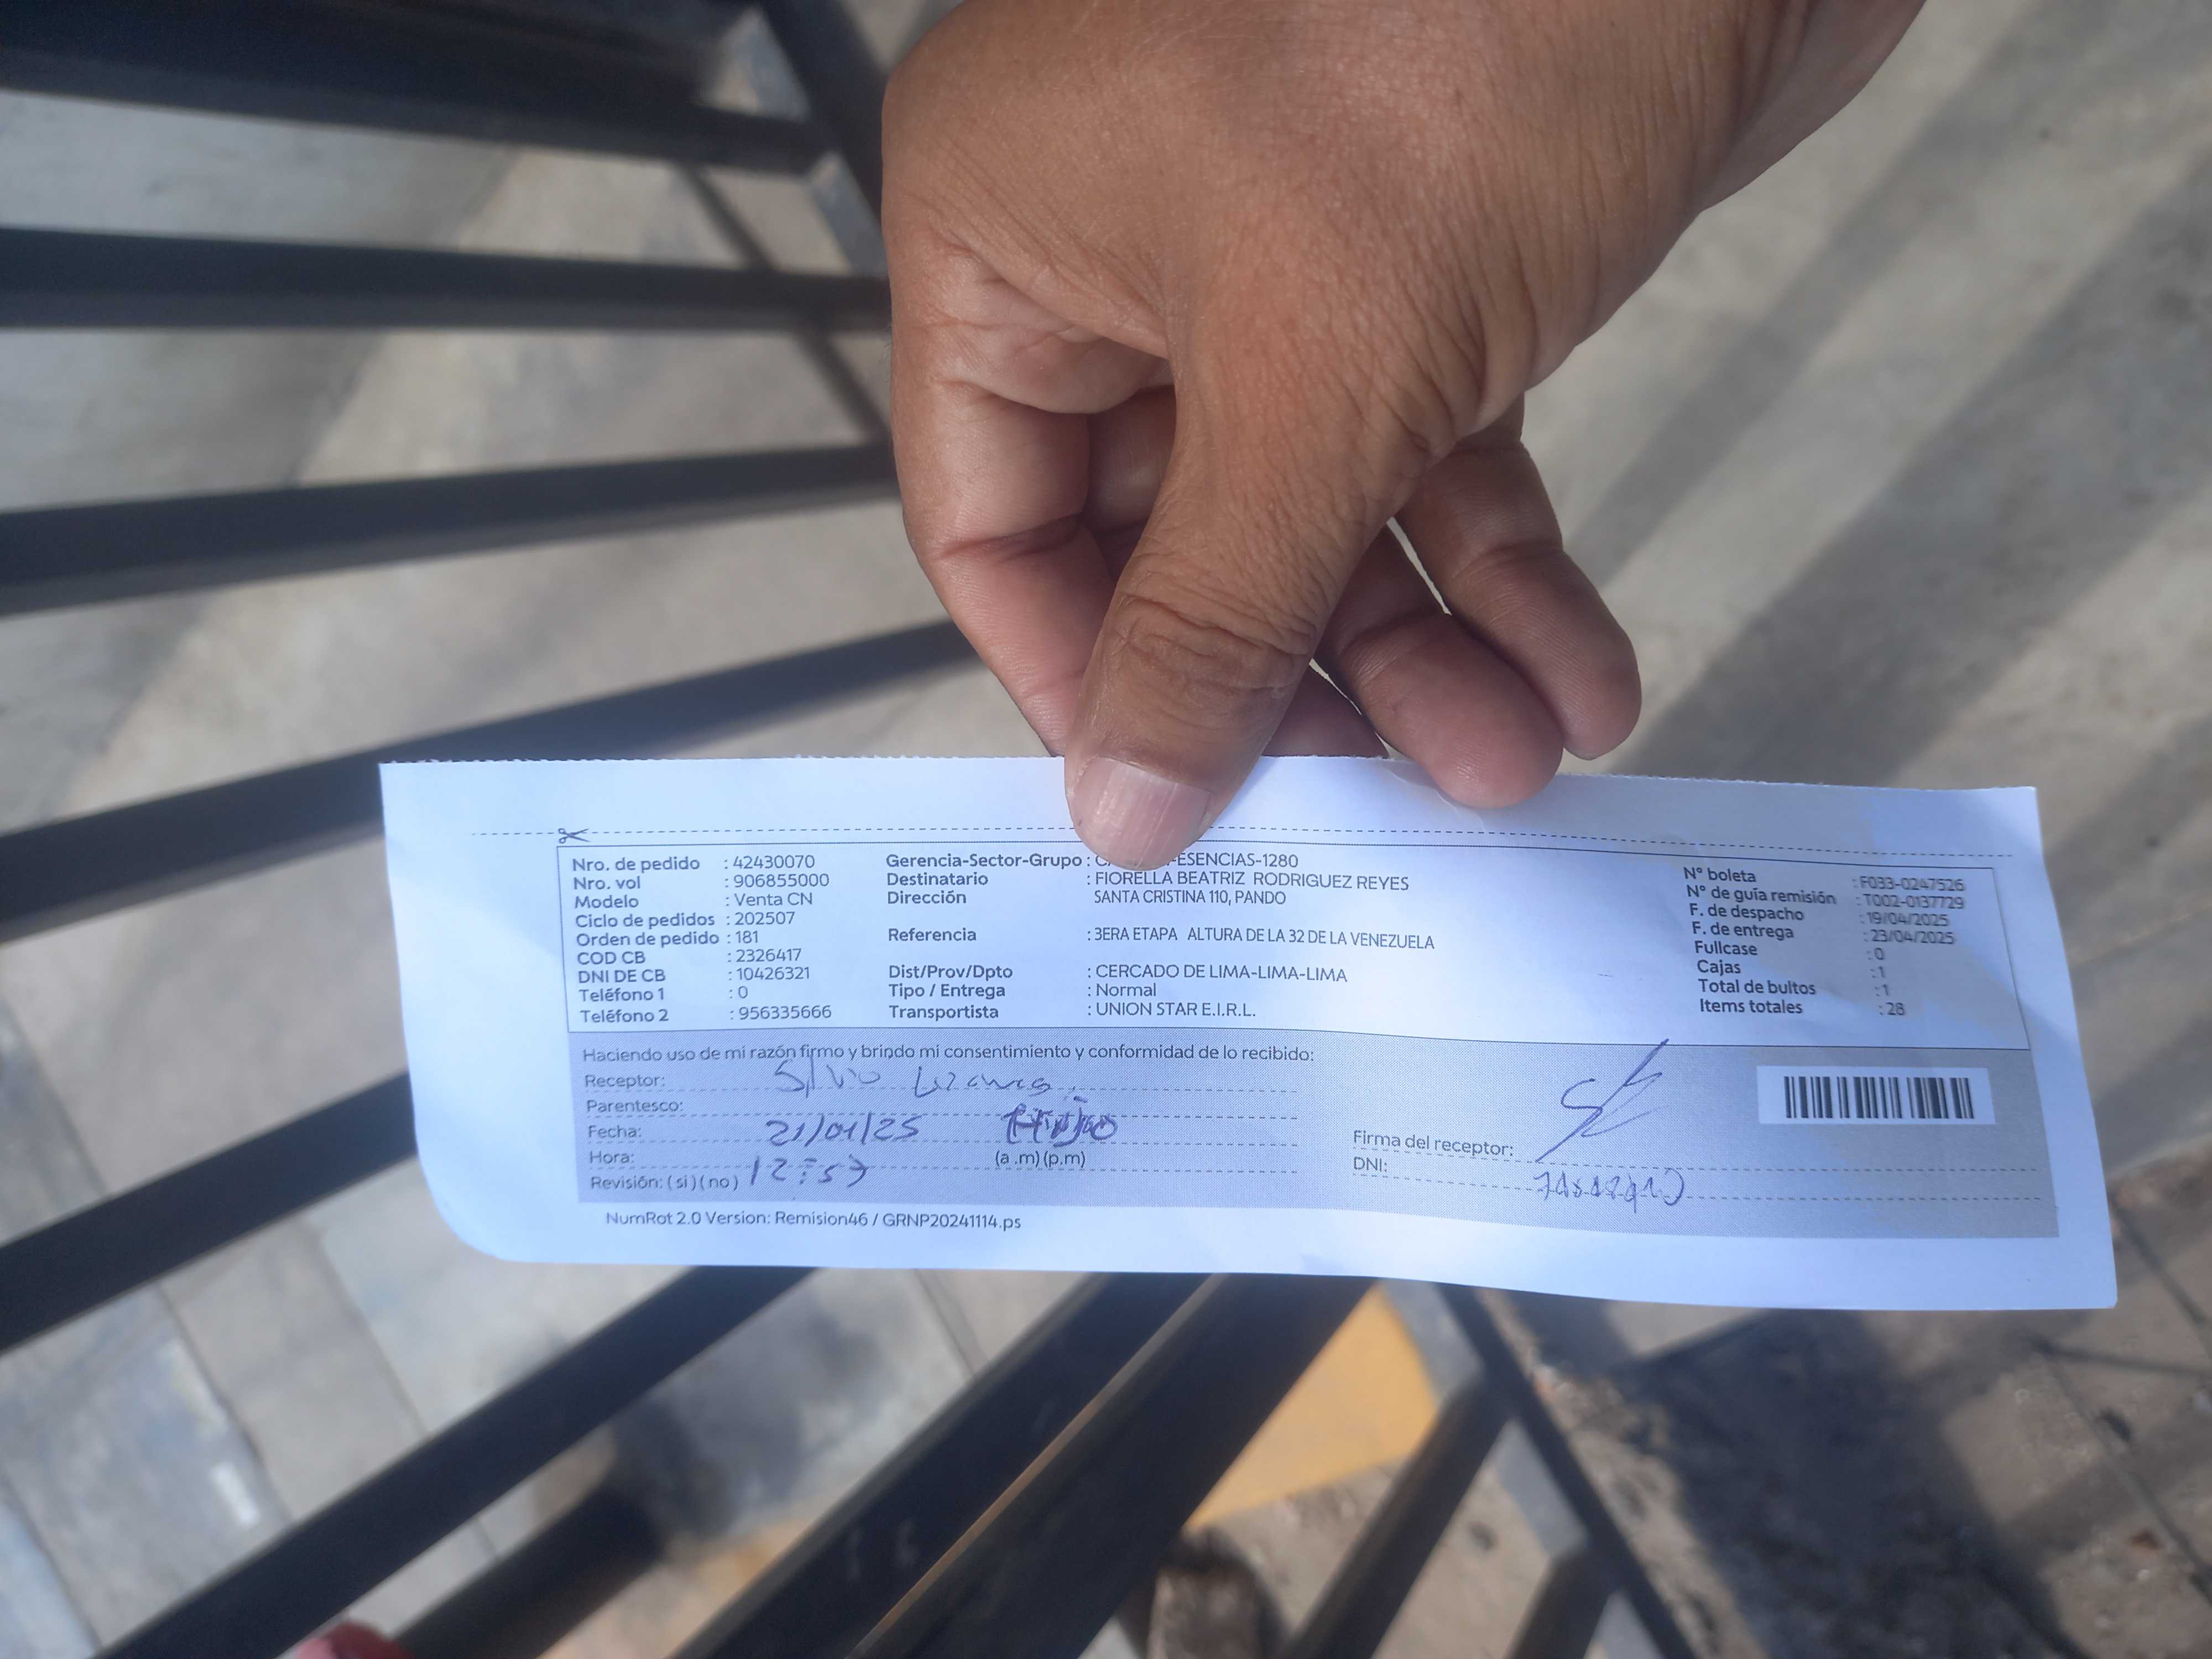 Nro. de pedido : 42430070
Nro. vol : 906855000
Modelo : Venta CN
Ciclo de pedidos : 202507
Orden de pedido : 181
COD CB : 2326417
DNI DE CB : 10426321
Teléfono 1 : 0
Teléfono 2 : 956335666
Gerencia-Sector-Grupo : ESENCIAS-1280
Destinatario : FIORELLA BEATRIZ RODRIGUEZ REYES
Dirección SANTA CRISTINA 110, PANDO
Referencia : 3ERA ETAPA ALTURA DE LA 32 DE LA VENEZUELA
Dist/Prov/Dpto : CERCADO DE LIMA-LIMA-LIMA
Tipo / Entrega : Normal
Transportista : UNION STAR E.I.R.L.
N° boleta : F033-0247526
N° de guía remisión : T002-0137729
F. de despacho : 19/04/2025
F. de entrega : 23/04/2025
Fullcase : 0
Cajas : 1
Total de bultos : 1
Items totales : 28
Haciendo uso de mi razón firmo y brindo mi consentimiento y conformidad de lo recibido:
Receptor:
Parentesco: Hijo
Fecha: 21/04/25
Hora: 12:57 (a .m) (p.m)
Revisión: ( si ) ( no )
Firma del receptor:
DNI:
NumRot 2.0 Version: Remision46 / GRNP20241114.ps